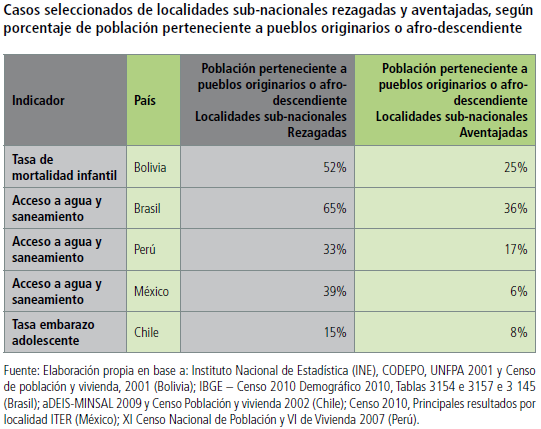 Casos seleccionados de localidades sub-nacionales rezagadas y aventajadas, según
porcentaje de población perteneciente a pueblos originarios o afro-descendiente
Indicador
País
Población perteneciente a
pueblos originarios o afro-
descendiente
Localidades sub-nacionales
Rezagadas
Población perteneciente a
pueblos originarios o afro-
descendiente
Localidades sub-nacionales
Aventajadas
Tasa de
mortalidad infantil
Bolivia
52%
25%
Acceso a agua y
saneamiento
Brasil
65%
36%
Acceso a agua y
saneamiento
Perú
33%
17%
Acceso a agua y
saneamiento
México
39%
6%
Tasa embarazo
adolescente
Chile
15%
8%
Fuente: Elaboración propia en base a: Instituto Nacional de Estadística (INE), CODEPO, UNFPA 2001 y Censo
de población y vivienda, 2001 (Bolivia); IBGE – Censo 2010 Demográfico 2010, Tablas 3154 e 3157 e 3 145
(Brasil); aDEIS-MINSAL 2009 y Censo Población y vivienda 2002 (Chile); Censo 2010, Principales resultados por
localidad ITER (México); XI Censo Nacional de Población y VI de Vivienda 2007 (Perú).